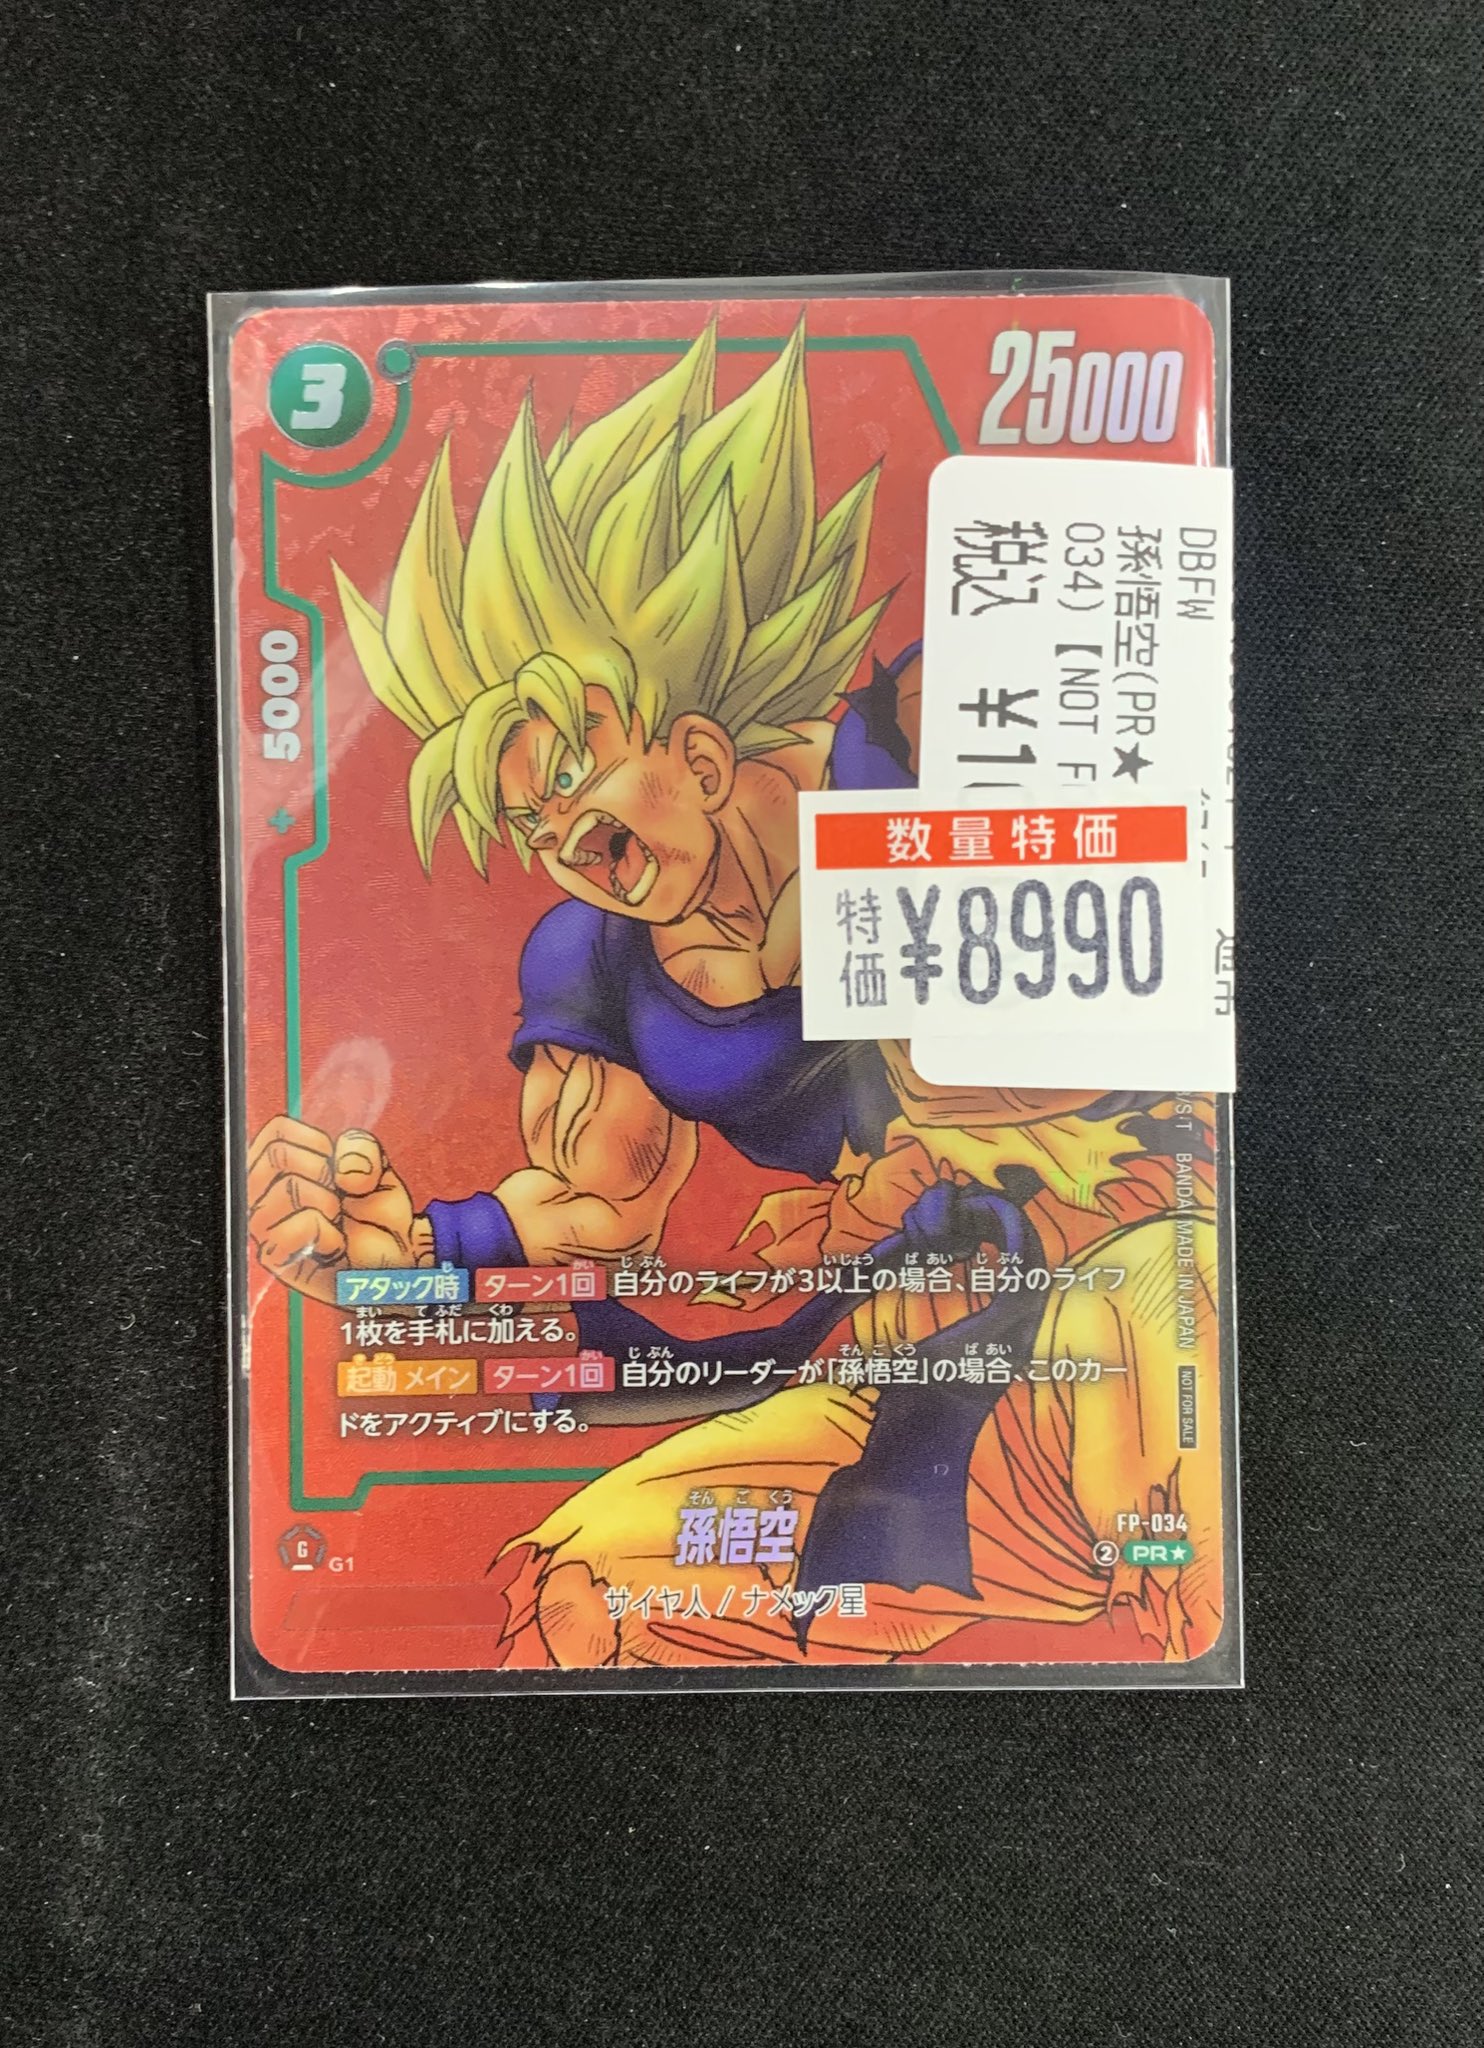 3
25000
+ 5000
DBFW
孫悟空(PR★
034)【NOT F
税込 ¥1
数量特価
特価 ¥8990
アタック時 ターン1回 自分のライフが3以上の場合、自分のライフ
1枚を手札に加える。
起動メイン ターン1回 自分のリーダーが「孫悟空」の場合、このカー
ドをアクティブにする。
/S･T BANDAI MADE IN JAPAN
NOT FOR SALE
孫悟空
サイヤ人 / ナメック星
G
G1
FP-034
2 PR★